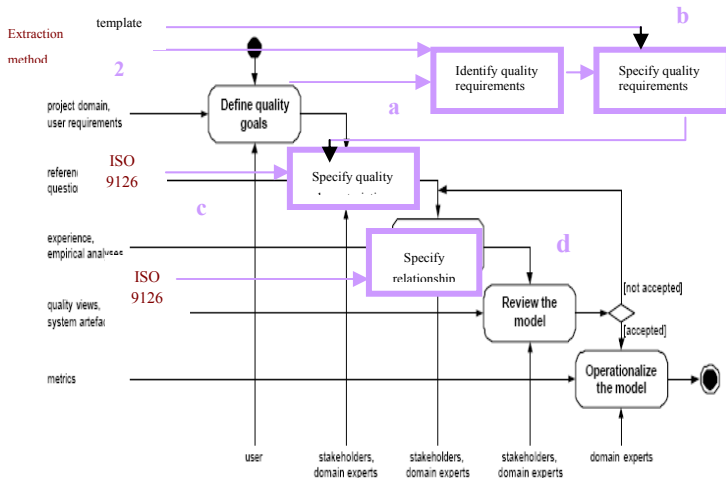 template
b
Extraction
method
2
Identify quality
requirements
Specify quality
requirements
project domain,
user requirements
Define quality
goals
a
ISO
9126
Specify quality
c
experience,
empirical analyses
d
Specify
relationship
ISO
9126
quality views,
system artefac
Review the
model
[not accepted]
[accepted]
metrics
Operationalize
the model
user
stakeholders,
domain experts
stakeholders,
domain experts
stakeholders,
domain experts
domain experts